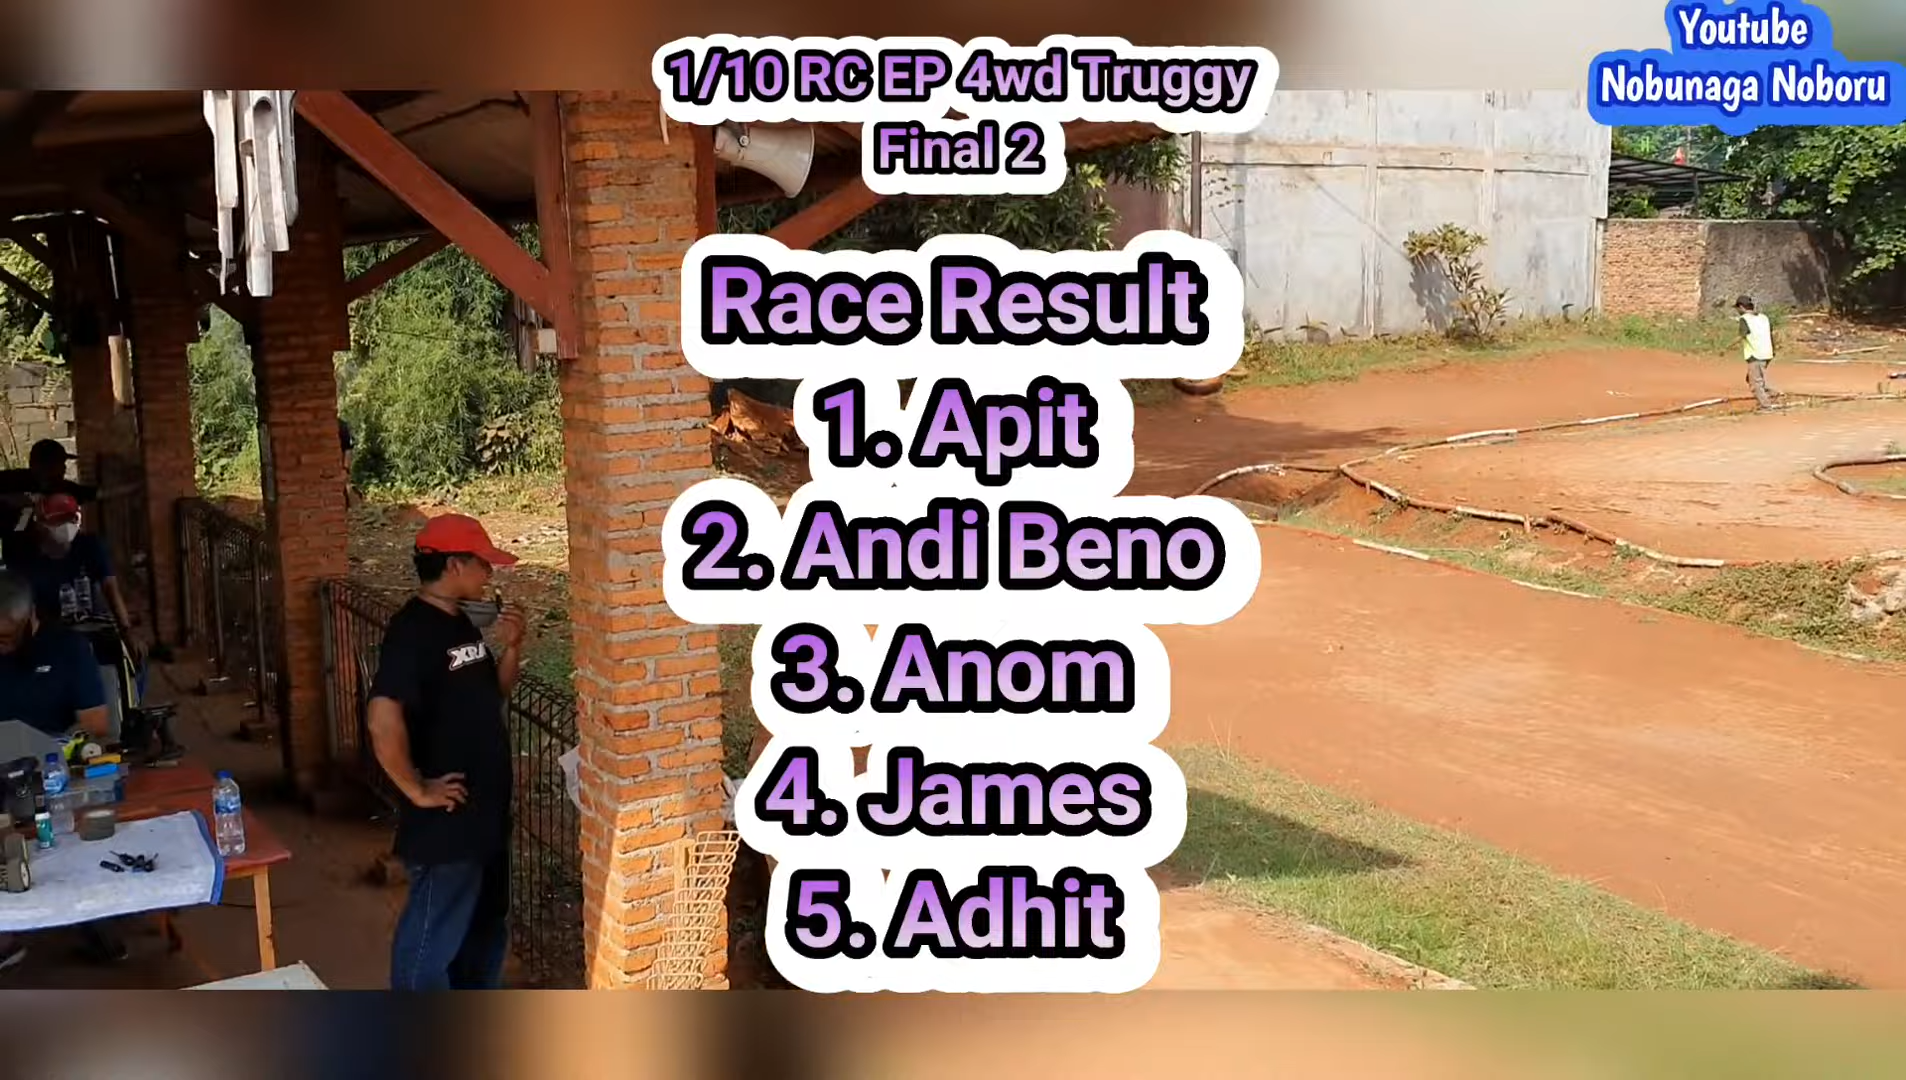 1/10 RC EP 4wd Truggy
Final 2
Youtube
Nobunaga Noboru
Race Result
1. Apit
2. Andi Beno
3. Anom
4. James
5. Adhit